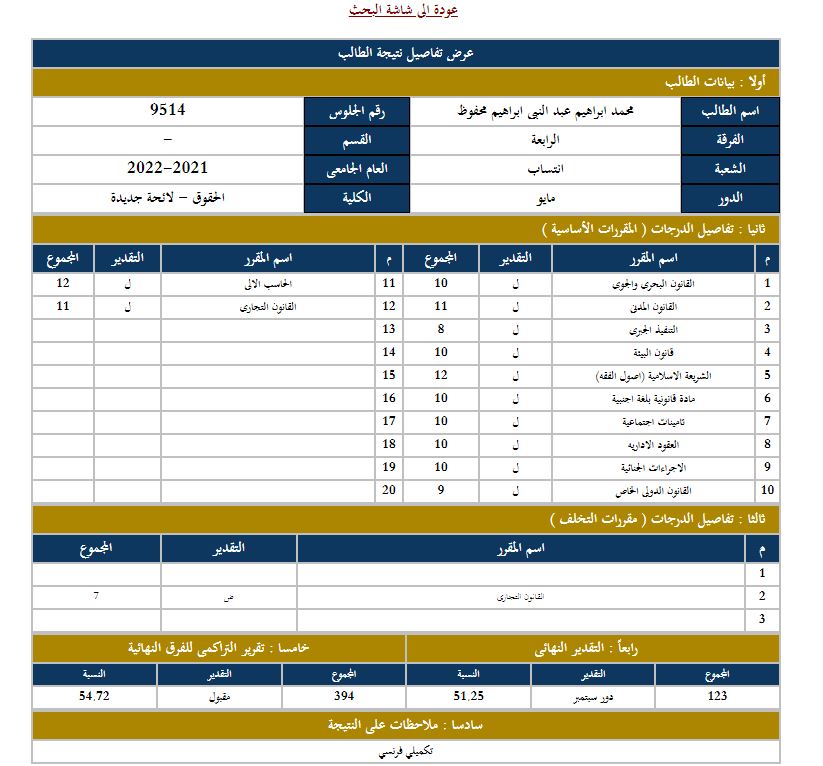 عودة الى شاشة البحث
عرض تفاصيل نتيجة الطالب
أولا : بيانات الطالب
اسم الطالب محمد ابراهيم عبد النبى ابراهيم محفوظ رقم الجلوس 9514
الفرقة الرابعة القسم –
الشعبة انتساب العام الجامعى 2021–2022
الدور مايو الكلية الحقوق – لائحة جديدة
ثانيا : تفاصيل الدرجات ( المقررات الأساسية )
م اسم المقرر التقدير المجموع م اسم المقرر التقدير المجموع
1 القانون البحرى والجوى ل 10 11 الحاسب الالى ل 12
2 القانون المدنى ل 11 12 القانون التجارى ل 11
3 التنفيذ الجبرى ل 8 13
4 قانون البيئة ل 10 14
5 الشريعة الاسلامية (اصول الفقه) ل 12 15
6 مادة قانونية بلغة اجنبية ل 10 16
7 تامينات اجتماعية ل 10 17
8 العقود الاداريه ل 10 18
9 الاجراءات الجنائية ل 10 19
10 القانون الدولى الخاص ل 9 20
ثالثا : تفاصيل الدرجات ( مقررات التخلف )
م اسم المقرر التقدير المجموع
1
2 القانون التجارى ض 7
3
رابعاً : التقدير النهائى خامسا : تقرير التراكمى للفرق النهائية
المجموع التقدير النسبة المجموع التقدير النسبة
123 دور سبتمبر 51,25 394 مقبول 54,72
سادسا : ملاحظات على النتيجة
تكميلي فرنسي